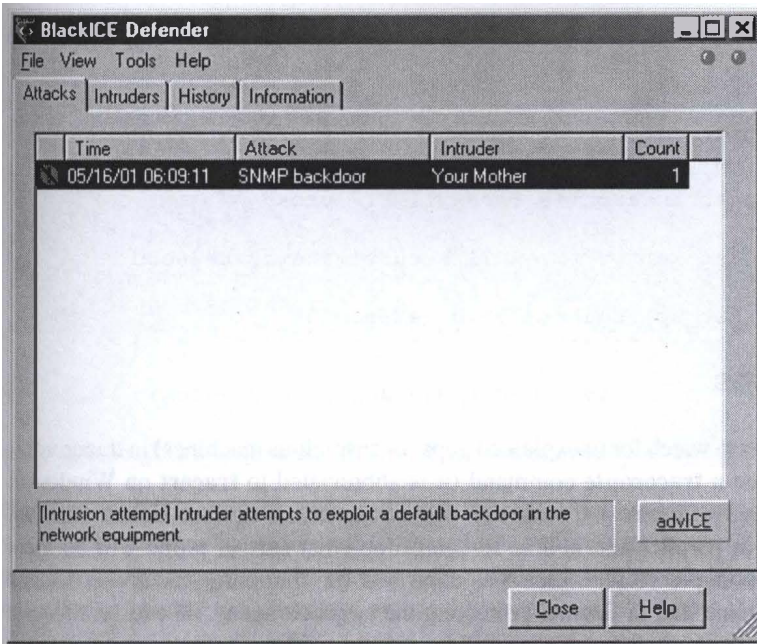 BlackICE Defender
File View Tools Help
Attacks Intruders History Information
Time Attack Intruder Count
05/16/01 06:09:11 SNMP backdoor Your Mother 1
[Intrusion attempt] Intruder attempts to exploit a default backdoor in the
network equipment.
advICE
Close Help